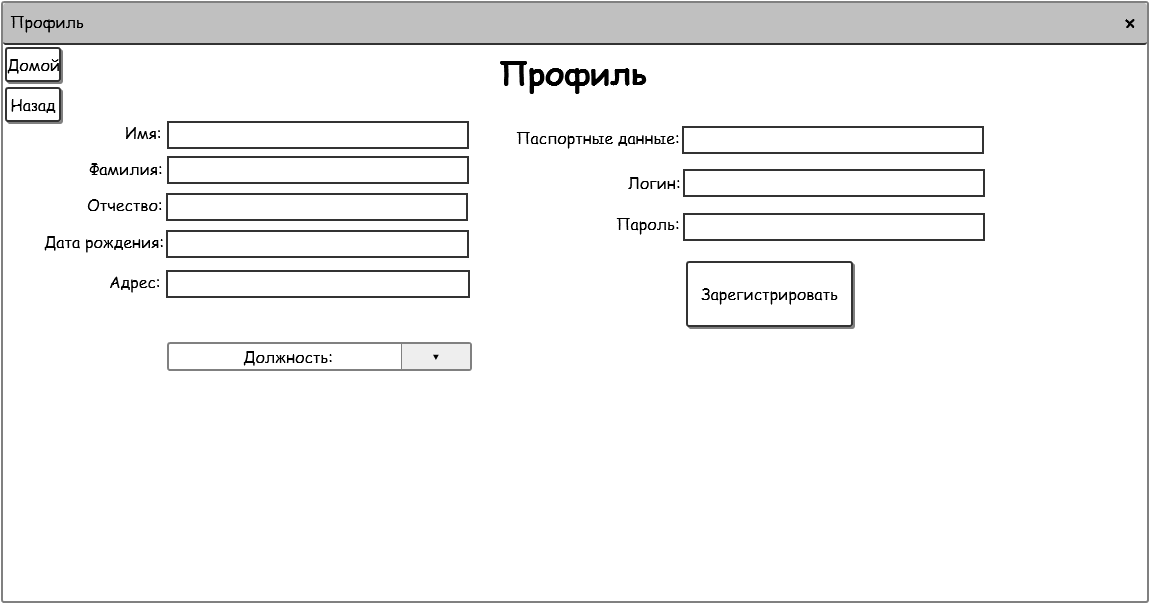 Профиль
×
Домой
Профиль
Назад
Имя:
Фамилия:
Отчество:
Дата рождения:
Адрес:
Должность:
Паспортные данные:
Логин:
Пароль:
Зарегистрировать